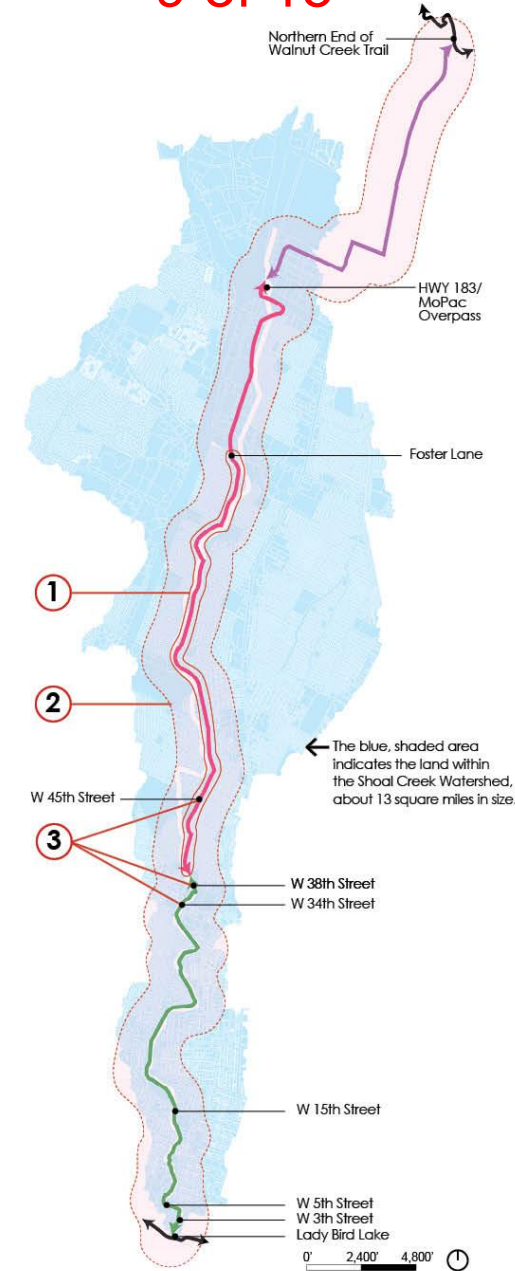 Northern End of
Walnut Creek Trail
HWY 183/
MoPac
Overpass
Foster Lane
1
2
The blue, shaded area
indicates the land within
the Shoal Creek Watershed,
about 13 square miles in size.
W 45th Street
3
W 38th Street
W 34th Street
W 15th Street
W 5th Street
W 3th Street
Lady Bird Lake
0' 2,400' 4,800'